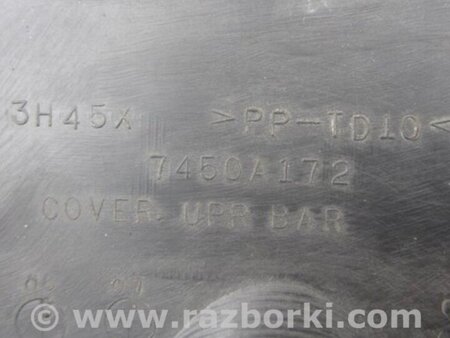 3H45X >PP-TD10<
7450A172
COVER UPR BAR
www.razborki.com